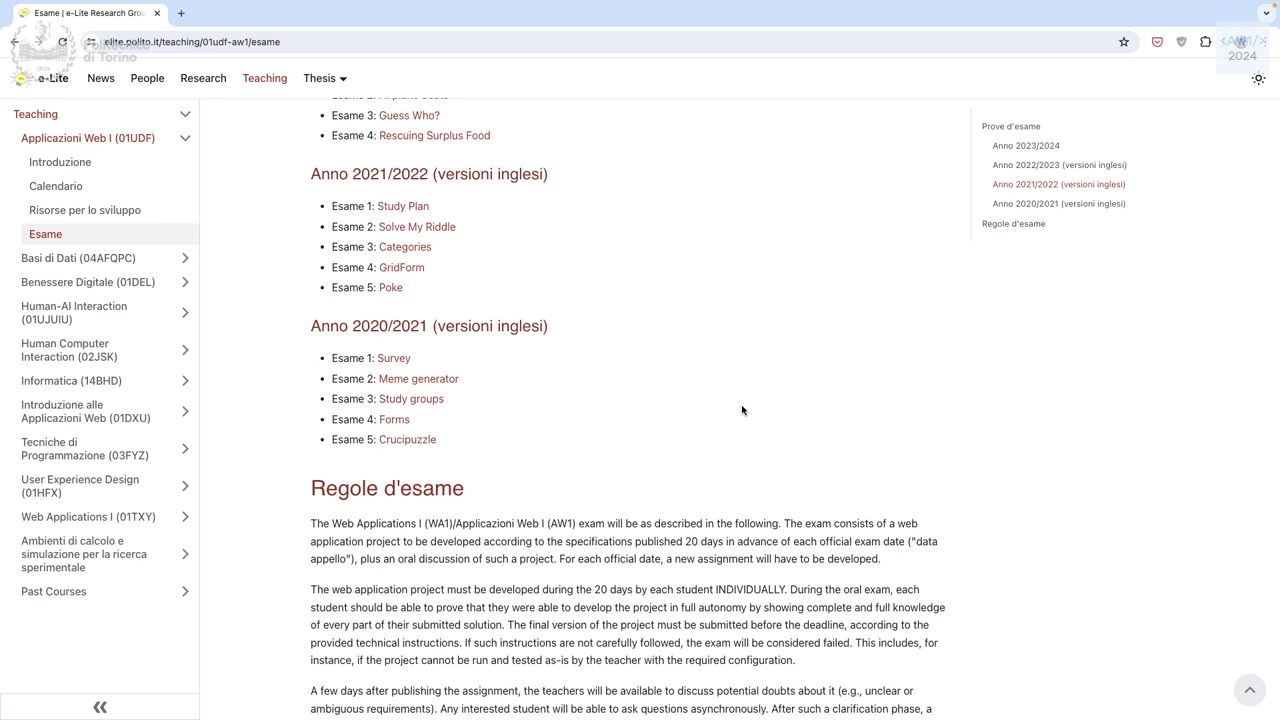 Esame | e-Lite Research Grou
elite.polito.it/teaching/01udf-aw1/esame
Politecnico
di Torino
1859
<AW1/>
2024
e-Lite
News
People
Research
Teaching
Thesis
Teaching
Applicazioni Web I (01UDF)
Introduzione
Calendario
Risorse per lo sviluppo
Esame
Basi di Dati (04AFQPC)
Benessere Digitale (01DEL)
Human-AI Interaction
(01UJUIU)
Human Computer
Interaction (02JSK)
Informatica (14BHD)
Introduzione alle
Applicazioni Web (01DXU)
Tecniche di
Programmazione (03FYZ)
User Experience Design
(01HFX)
Web Applications I (01TXY)
Ambienti di calcolo e
simulazione per la ricerca
sperimentale
Past Courses
Esame 3: Guess Who?
Esame 4: Rescuing Surplus Food
Anno 2021/2022 (versioni inglesi)
Esame 1: Study Plan
Esame 2: Solve My Riddle
Esame 3: Categories
Esame 4: GridForm
Esame 5: Poke
Anno 2020/2021 (versioni inglesi)
Esame 1: Survey
Esame 2: Meme generator
Esame 3: Study groups
Esame 4: Forms
Esame 5: Crucipuzzle
Regole d'esame
The Web Applications I (WA1)/Applicazioni Web I (AW1) exam will be as described in the following. The exam consists of a web
application project to be developed according to the specifications published 20 days in advance of each official exam date ("data
appello"), plus an oral discussion of such a project. For each official date, a new assignment will have to be developed.
The web application project must be developed during the 20 days by each student INDIVIDUALLY. During the oral exam, each
student should be able to prove that they were able to develop the project in full autonomy by showing complete and full knowledge
of every part of their submitted solution. The final version of the project must be submitted before the deadline, according to the
provided technical instructions. If such instructions are not carefully followed, the exam will be considered failed. This includes, for
instance, if the project cannot be run and tested as-is by the teacher with the required configuration.
A few days after publishing the assignment, the teachers will be available to discuss potential doubts about it (e.g., unclear or
ambiguous requirements). Any interested student will be able to ask questions asynchronously. After such a clarification phase, a
Prove d'esame
Anno 2023/2024
Anno 2022/2023 (versioni inglesi)
Anno 2021/2022 (versioni inglesi)
Anno 2020/2021 (versioni inglesi)
Regole d'esame